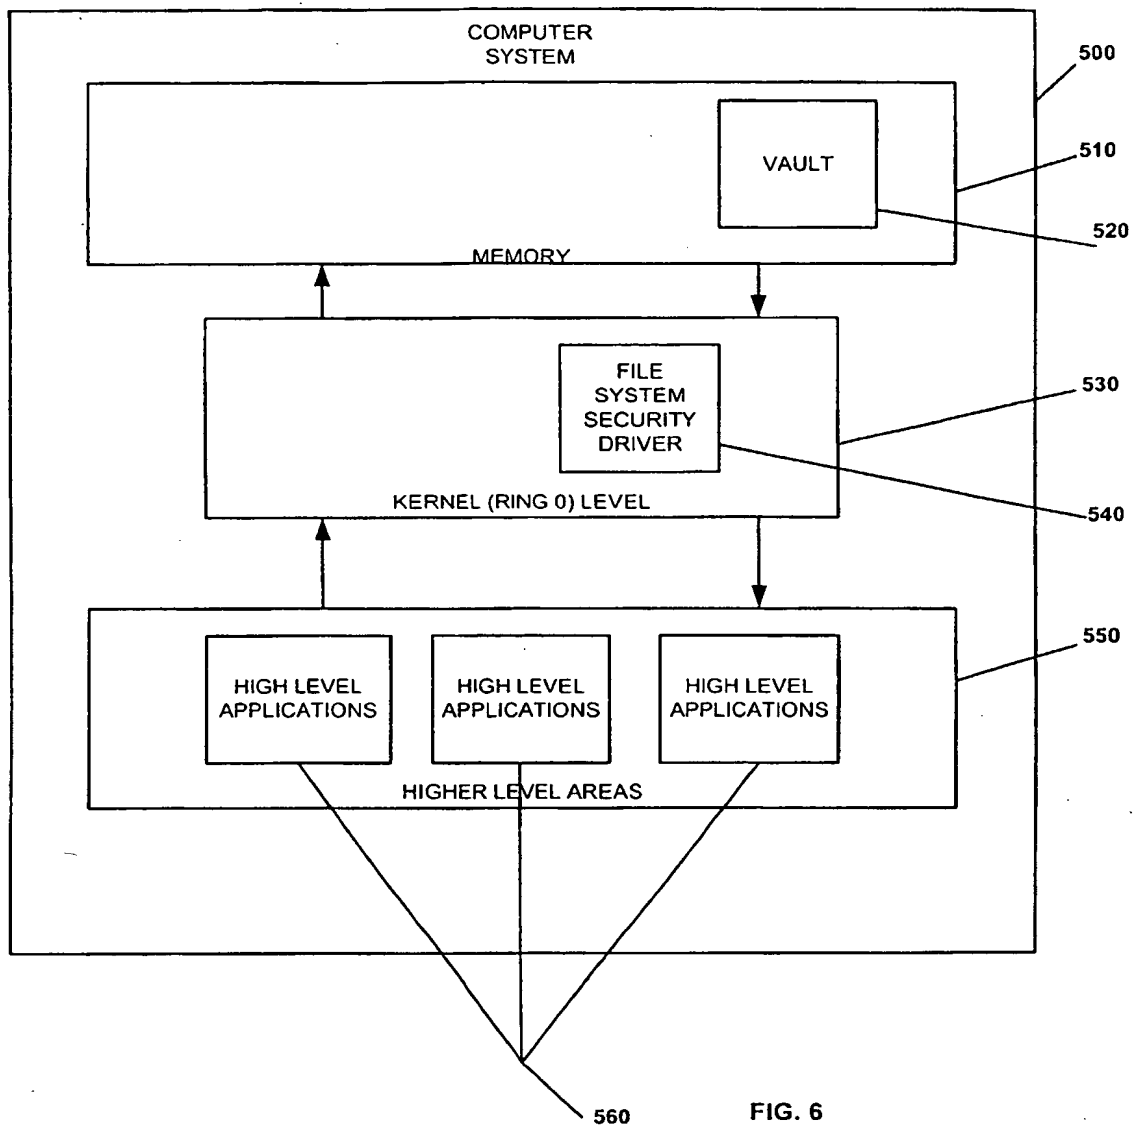 COMPUTER
SYSTEM
500
VAULT
510
520
MEMORY
FILE
SYSTEM
SECURITY
DRIVER
530
KERNEL (RING 0) LEVEL
540
550
HIGH LEVEL
APPLICATIONS
HIGH LEVEL
APPLICATIONS
HIGH LEVEL
APPLICATIONS
HIGHER LEVEL AREAS
560
FIG. 6